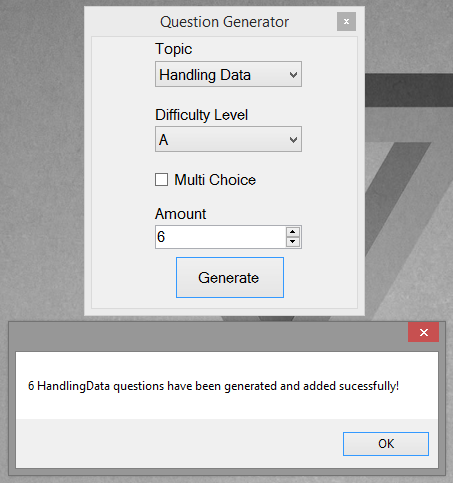 Question Generator
x
Topic
Handling Data
Difficulty Level
A
Multi Choice
Amount
6
Generate
6 HandlingData questions have been generated and added sucessfully!
OK